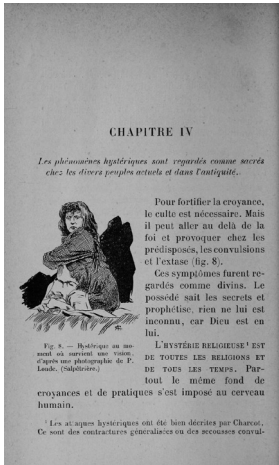 CHAPITRE IV
Les phénomènes hystériques sont regardés comme sacrés
chez les divers peuples actuels et dans l'antiquité.
Pour fortifier la croyance,
le culte est nécessaire. Mais
il peut aller au delà de la
foi et provoquer chez les
prédisposés, les convulsions
et l'extase (fig. 8).
Ces symptômes furent re-
gardés comme divins. Le
possédé sait les secrets et
prophétise, rien ne lui est
inconnu, car Dieu est en
lui.
Fig. 8. — Hystérique au mo-
ment où survient une vision,
d'après une photographie de P.
Londe. (Salpêtrière.)
L'HYSTÉRIE RELIGIEUSE¹ EST
DE TOUTES LES RELIGIONS ET
DE TOUS LES TEMPS. Par-
tout le même fond de
croyances et de pratiques s'est imposé au cerveau
humain.
¹ Les attaques hystériques ont été bien décrites par Charcot.
Ce sont des contractures généralisées ou des secousses convul-